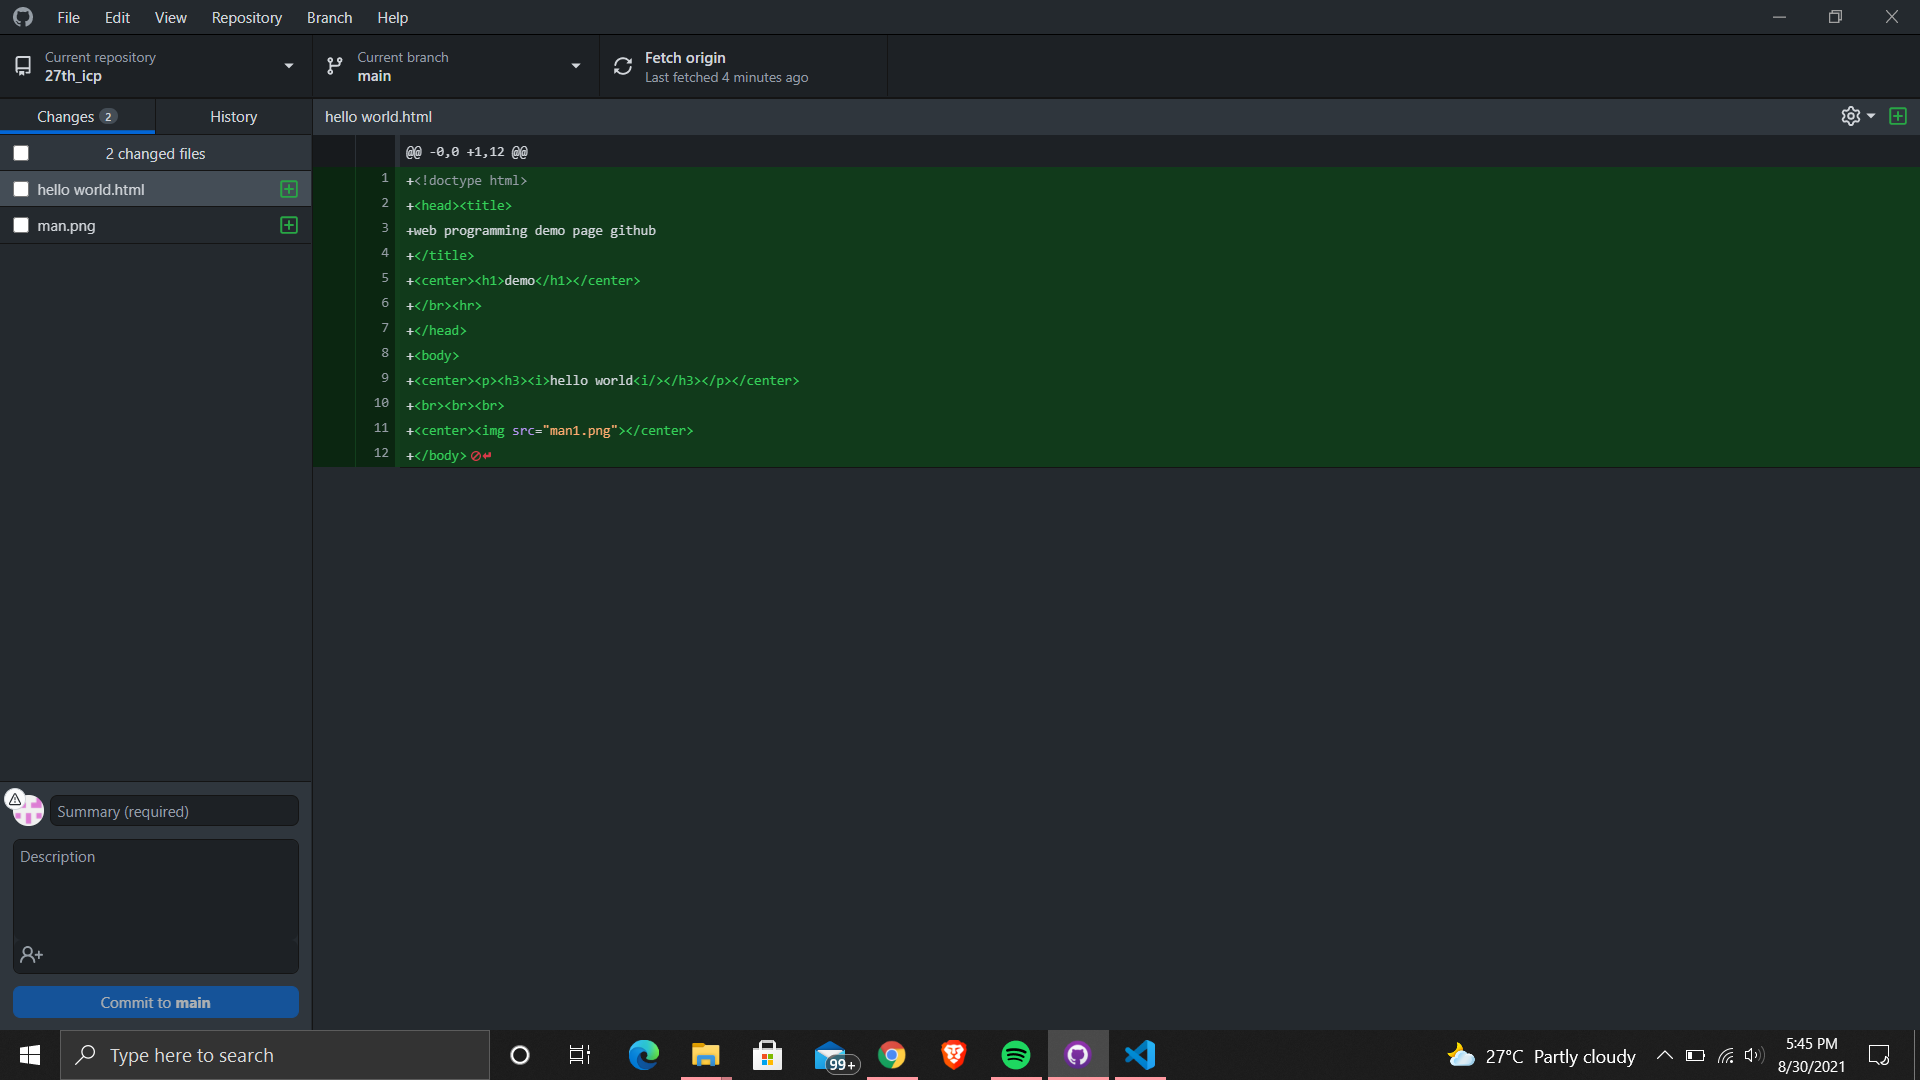 File Edit View Repository Branch Help
Current repository
27th_icp
Current branch
main
Fetch origin
Last fetched 4 minutes ago
Changes 2
History
hello world.html
2 changed files
hello world.html
man.png
@@ -0,0 +1,12 @@
1 +<!doctype html>
2 +<head><title>
3 +web programming demo page github
4 +</title>
5 +<center><h1>demo</h1></center>
6 +</br><hr>
7 +</head>
8 +<body>
9 +<center><p><h3><i>hello world<i/></h3></p></center>
10 +<br><br><br>
11 +<center><img src="man1.png"></center>
12 +</body>
Summary (required)
Description
Commit to main
Type here to search
99+
27°C Partly cloudy
5:45 PM
8/30/2021